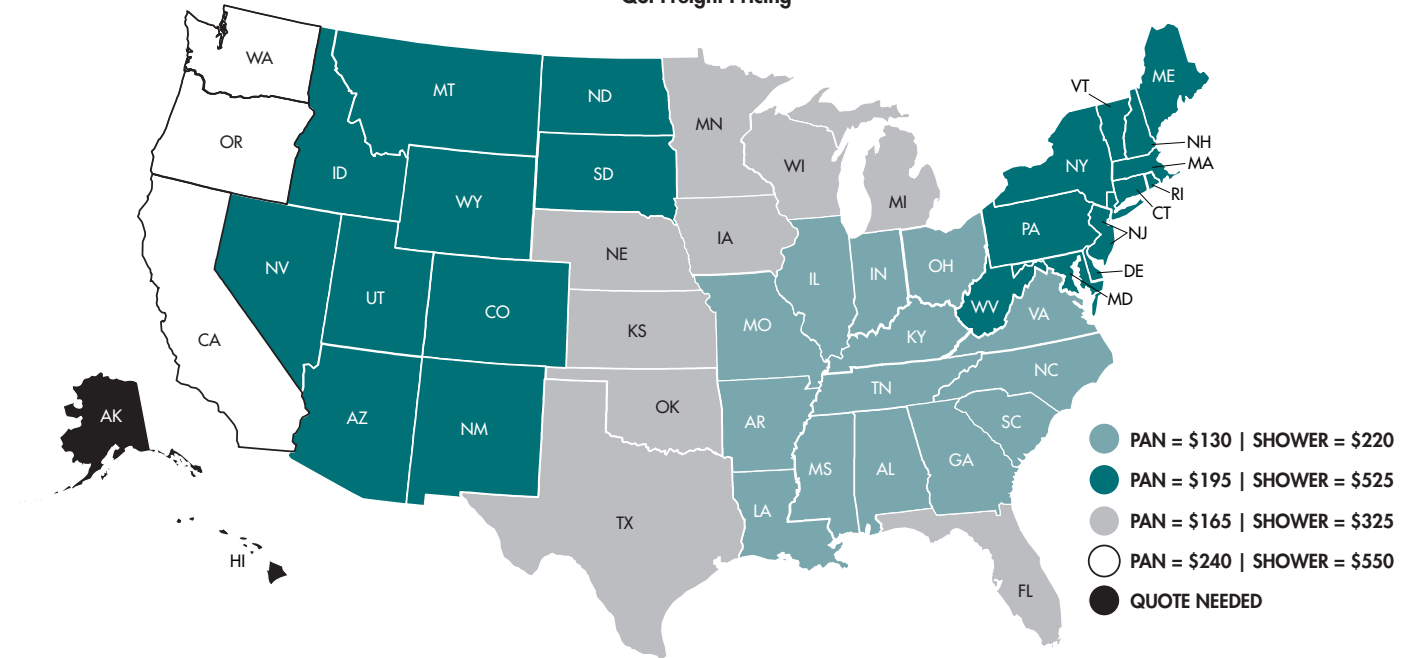 WA
MT
ND
MN
VT
ME
OR
ID
SD
WI
NY
NH
MA
WY
MI
RI
CT
NE
IA
PA
NJ
NV
UT
CO
IL
IN
OH
DE
MD
WV
VA
KS
MO
KY
CA
NC
TN
AK
AZ
NM
OK
AR
SC
MS
AL
GA
LA
TX
HI
FL
PAN = $130 | SHOWER = $220
PAN = $195 | SHOWER = $525
PAN = $165 | SHOWER = $325
PAN = $240 | SHOWER = $550
QUOTE NEEDED